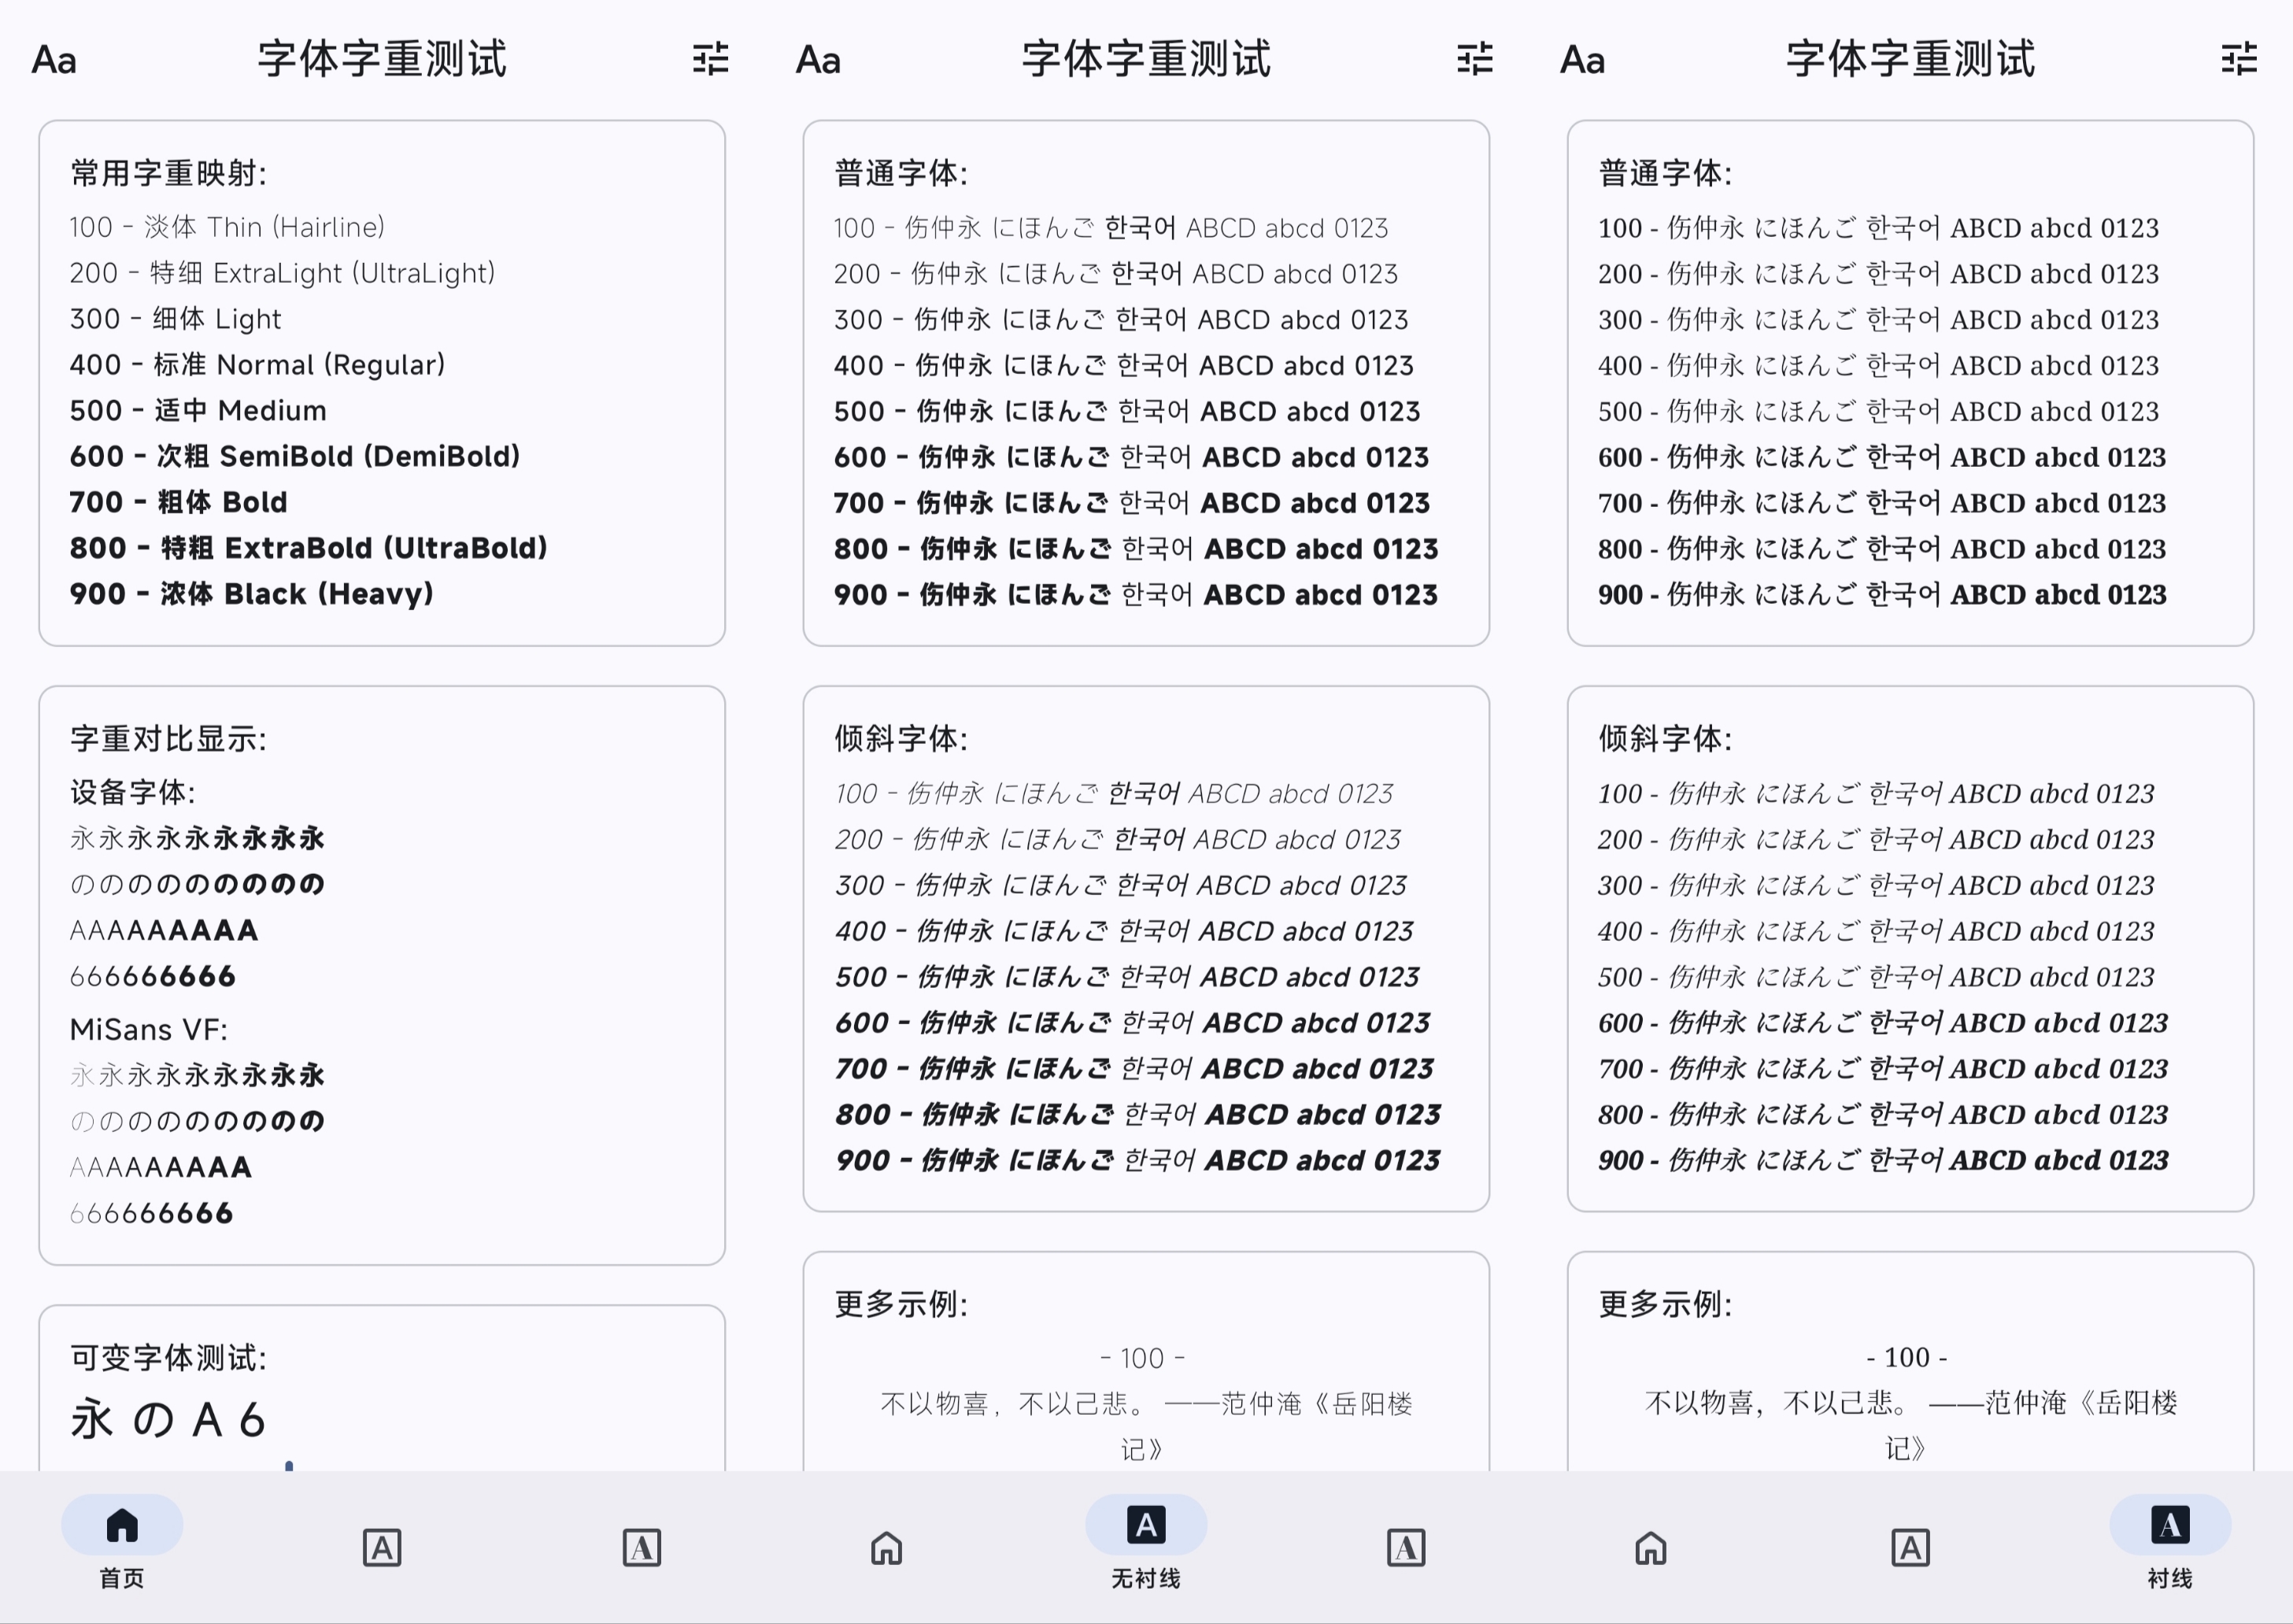 Aa
字体字重测试
常用字重映射:
100 - 淡体 Thin (Hairline)
200 - 特细 ExtraLight (UltraLight)
300 - 细体 Light
400 - 标准 Normal (Regular)
500 - 适中 Medium
600 - 次粗 SemiBold (DemiBold)
700 - 粗体 Bold
800 - 特粗 ExtraBold (UltraBold)
900 - 浓体 Black (Heavy)
字重对比显示:
设备字体:
永永永永永永永永永
ののののののののの
AAAAAAAAA
666666666
MiSans VF:
永永永永永永永永永
ののののののののの
AAAAAAAAA
666666666
可变字体测试:
永 の A 6
首页
A
A
Aa
字体字重测试
普通字体:
100 - 伤仲永 にほんご 한국어 ABCD abcd 0123
200 - 伤仲永 にほんご 한국어 ABCD abcd 0123
300 - 伤仲永 にほんご 한국어 ABCD abcd 0123
400 - 伤仲永 にほんご 한국어 ABCD abcd 0123
500 - 伤仲永 にほんご 한국어 ABCD abcd 0123
600 - 伤仲永 にほんご 한국어 ABCD abcd 0123
700 - 伤仲永 にほんご 한국어 ABCD abcd 0123
800 - 伤仲永 にほんご 한국어 ABCD abcd 0123
900 - 伤仲永 にほんご 한국어 ABCD abcd 0123
倾斜字体:
100 - 伤仲永 にほんご 한국어 ABCD abcd 0123
200 - 伤仲永 にほんご 한국어 ABCD abcd 0123
300 - 伤仲永 にほんご 한국어 ABCD abcd 0123
400 - 伤仲永 にほんご 한국어 ABCD abcd 0123
500 - 伤仲永 にほんご 한국어 ABCD abcd 0123
600 - 伤仲永 にほんご 한국어 ABCD abcd 0123
700 - 伤仲永 にほんご 한국어 ABCD abcd 0123
800 - 伤仲永 にほんご 한국어 ABCD abcd 0123
900 - 伤仲永 にほんご 한국어 ABCD abcd 0123
更多示例:
- 100 -
不以物喜，不以己悲。 ——范仲淹《岳阳楼
记》
A
无衬线
A
Aa
字体字重测试
普通字体:
100 - 伤仲永 にほんご 한국어 ABCD abcd 0123
200 - 伤仲永 にほんご 한국어 ABCD abcd 0123
300 - 伤仲永 にほんご 한국어 ABCD abcd 0123
400 - 伤仲永 にほんご 한국어 ABCD abcd 0123
500 - 伤仲永 にほんご 한국어 ABCD abcd 0123
600 - 伤仲永 にほんご 한국어 ABCD abcd 0123
700 - 伤仲永 にほんご 한국어 ABCD abcd 0123
800 - 伤仲永 にほんご 한국어 ABCD abcd 0123
900 - 伤仲永 にほんご 한국어 ABCD abcd 0123
倾斜字体:
100 - 伤仲永 にほんご 한국어 ABCD abcd 0123
200 - 伤仲永 にほんご 한국어 ABCD abcd 0123
300 - 伤仲永 にほんご 한국어 ABCD abcd 0123
400 - 伤仲永 にほんご 한국어 ABCD abcd 0123
500 - 伤仲永 にほんご 한국어 ABCD abcd 0123
600 - 伤仲永 にほんご 한국어 ABCD abcd 0123
700 - 伤仲永 にほんご 한국어 ABCD abcd 0123
800 - 伤仲永 にほんご 한국어 ABCD abcd 0123
900 - 伤仲永 にほんご 한국어 ABCD abcd 0123
更多示例:
- 100 -
不以物喜，不以己悲。 ——范仲淹《岳阳楼
记》
A
A
衬线